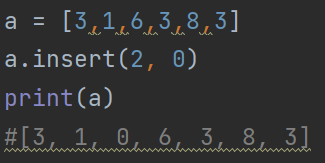 a = [3,1,6,3,8,3]
a.insert(2, 0)
print(a)
#[3, 1, 0, 6, 3, 8, 3]